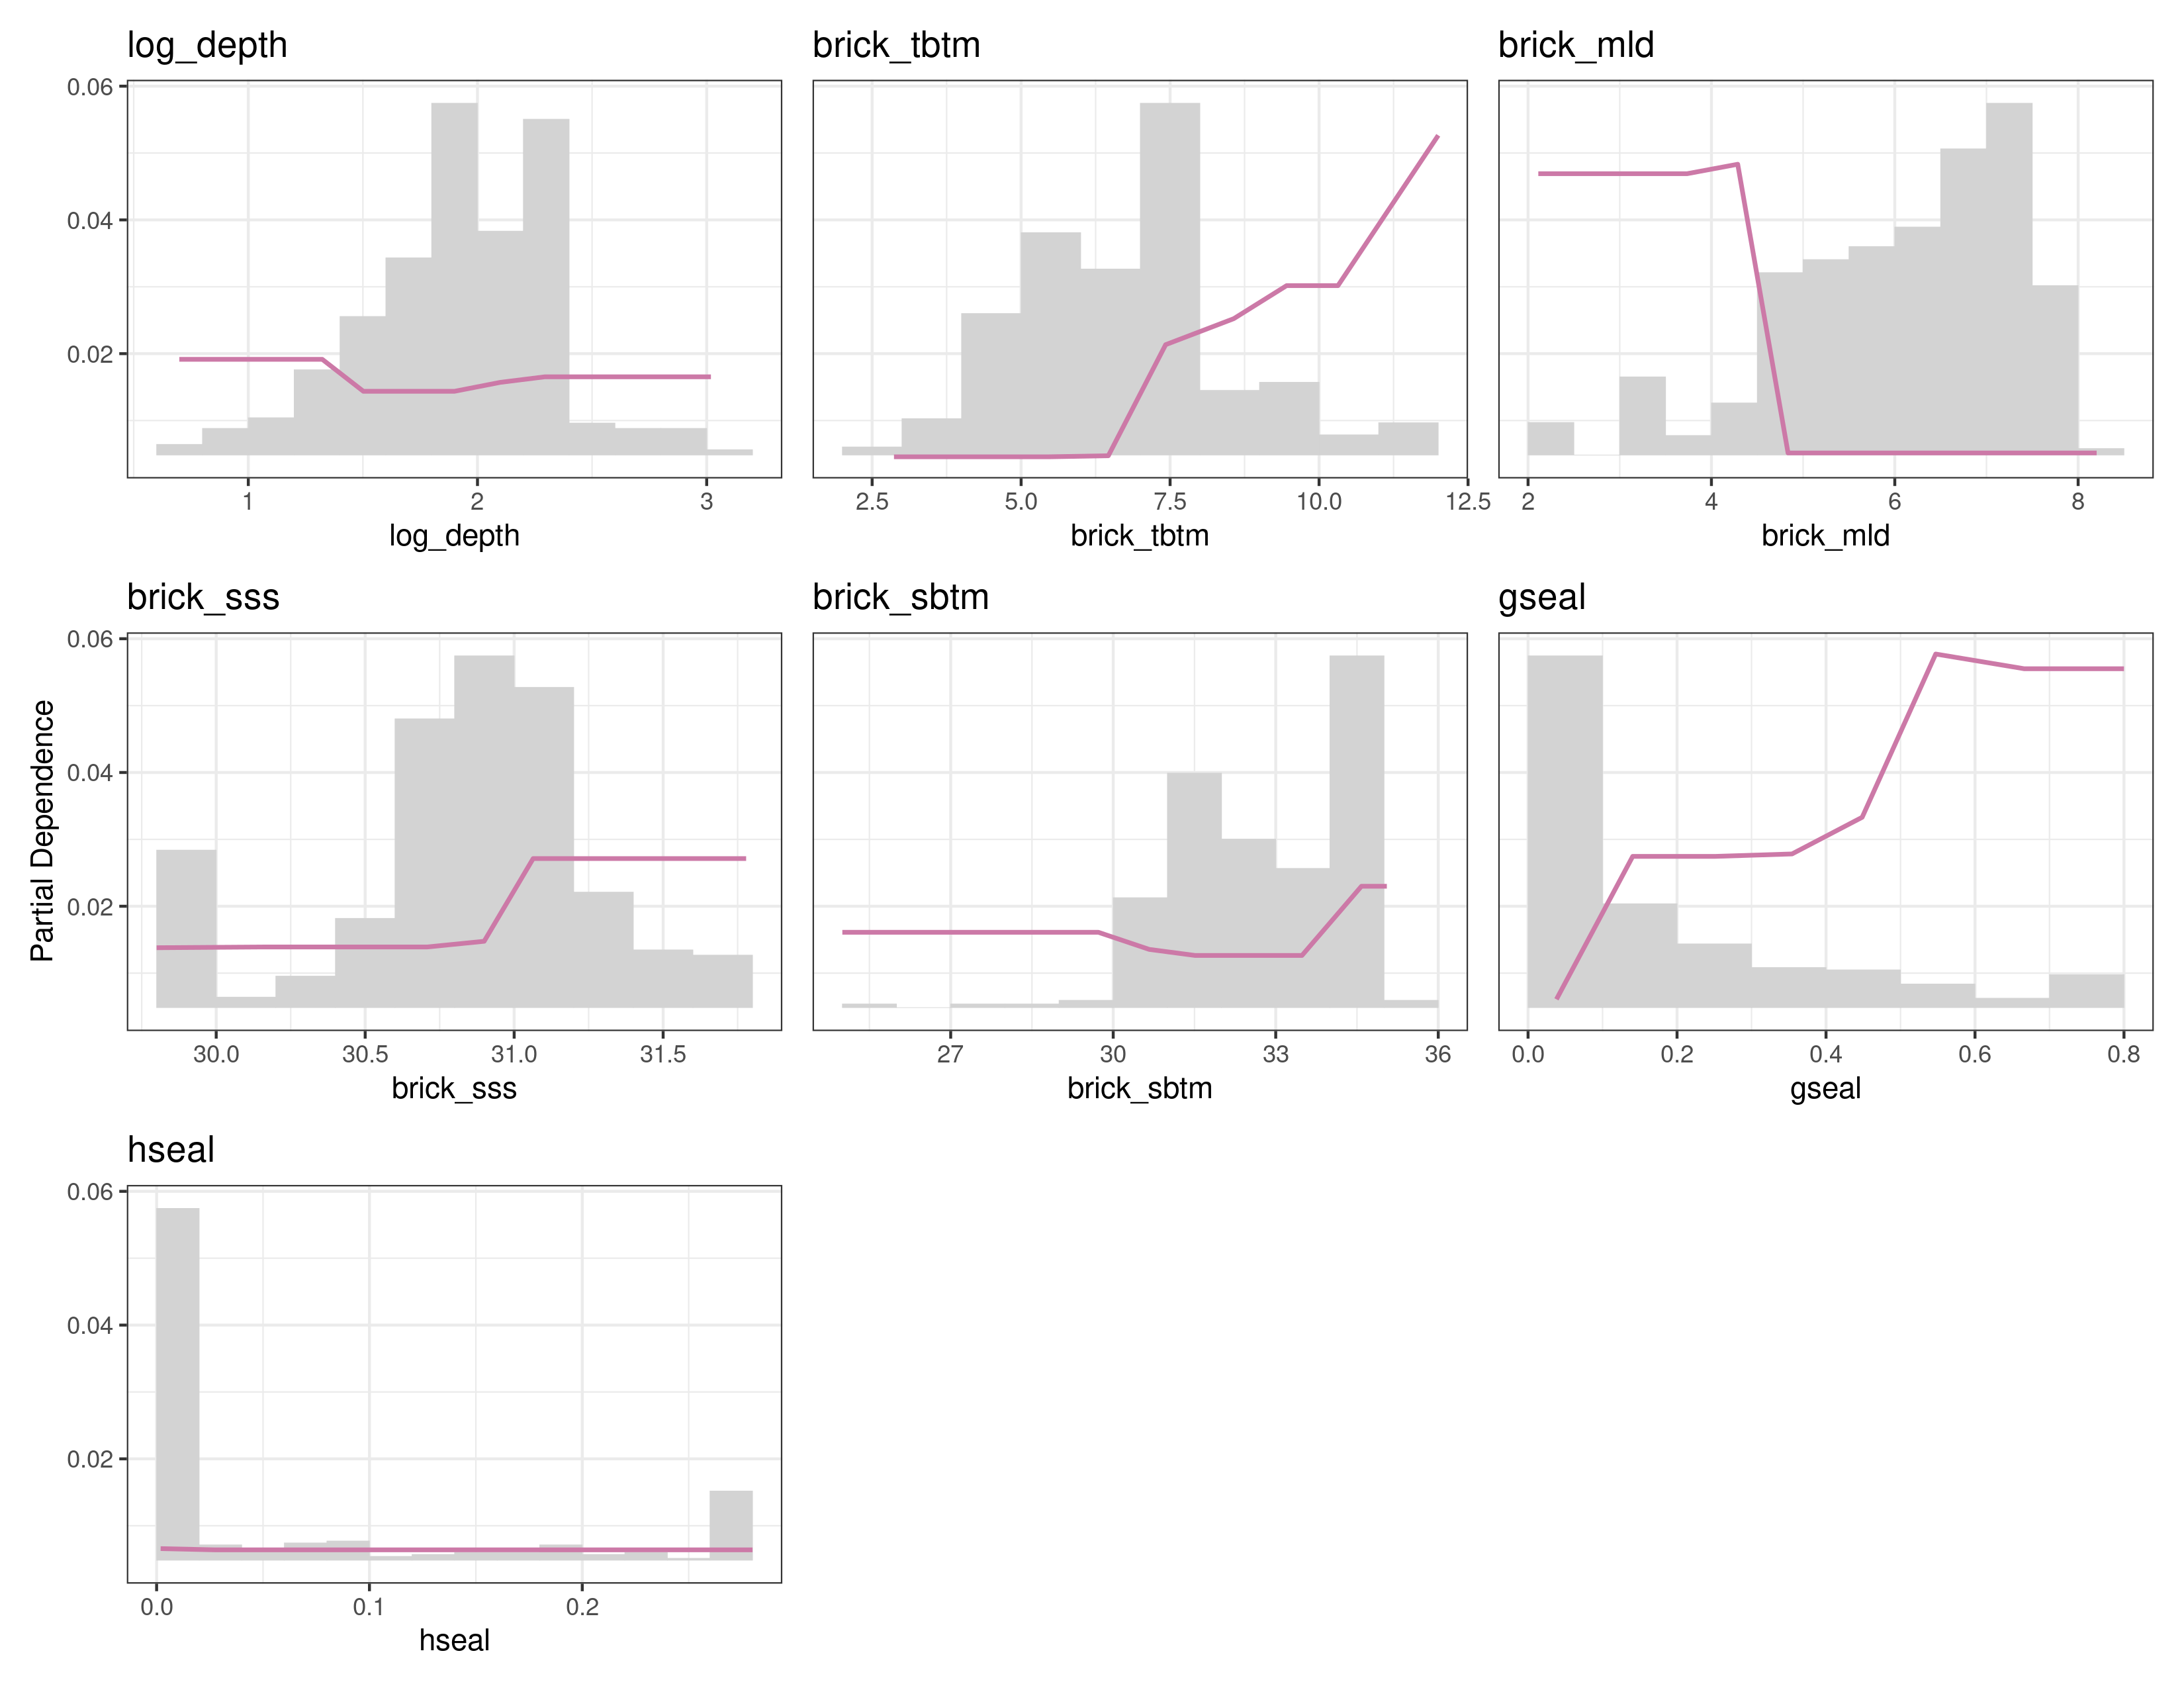 log_depth
brick_tbtm
brick_mld
0.06
0.04
0.02
1 2 3
2.5 5.0 7.5 10.0 12.5
2 4 6 8
log_depth
brick_tbtm
brick_mld
brick_sss
brick_sbtm
gseal
Partial Dependence
0.06
0.04
0.02
30.0 30.5 31.0 31.5
27 30 33 36
0.0 0.2 0.4 0.6 0.8
brick_sss
brick_sbtm
gseal
hseal
0.06
0.04
0.02
0.0 0.1 0.2
hseal